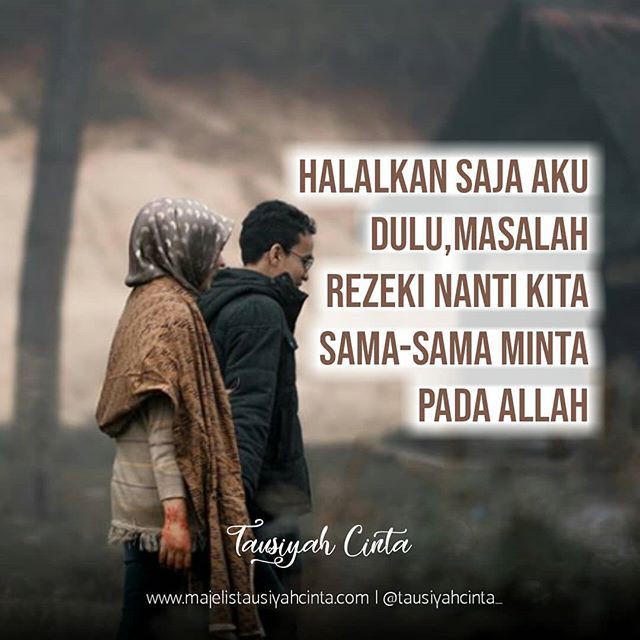 HALALKAN SAJA AKU
DULU,MASALAH
REZEKI NANTI KITA
SAMA-SAMA MINTA
PADA ALLAH
Tausiyah Cinta
www.majelistausiyahcinta.com | @tausiyahcinta_